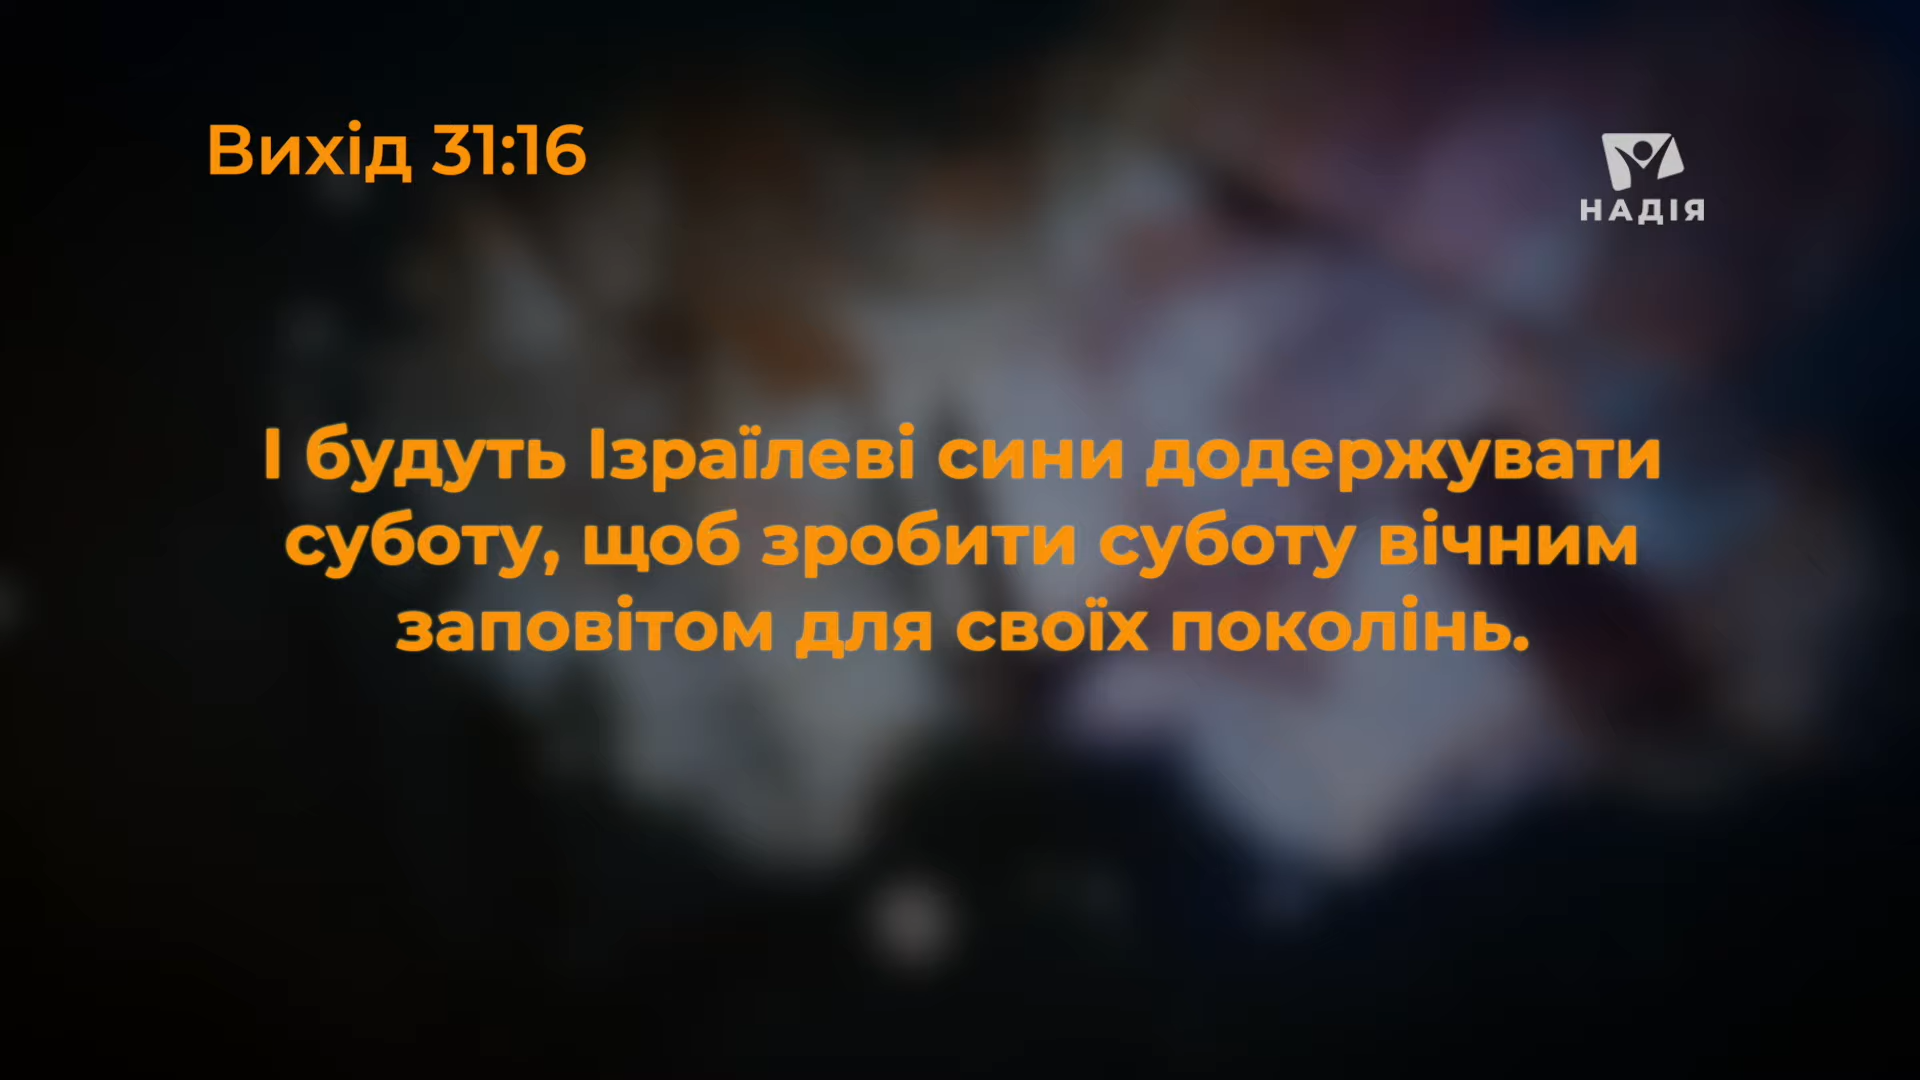 Вихід 31:16
НАДІЯ
І будуть Ізраїлеві сини додержувати
суботу, щоб зробити суботу вічним
заповітом для своїх поколінь.